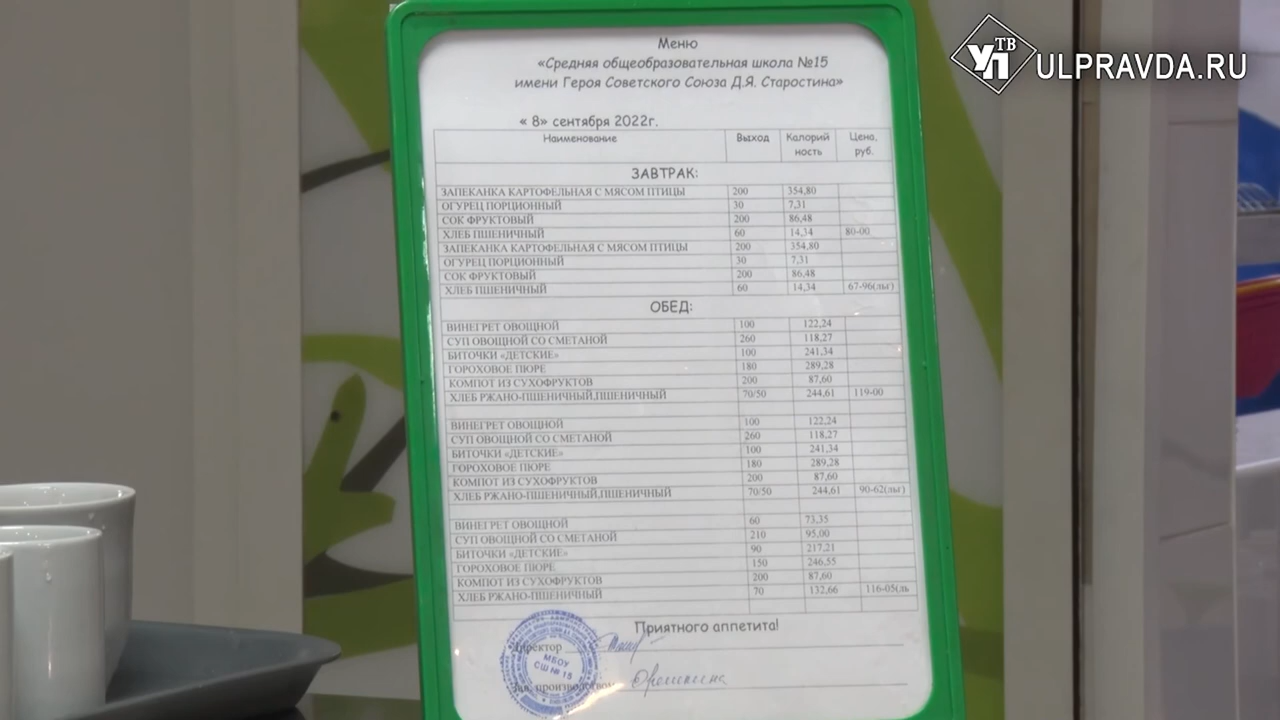 УП ТВ ULPRAVDA.RU
Меню
«Средняя общеобразовательная школа №15
имени Героя Советского Союза Д.Я. Старостина»
« 8» сентября 2022г.
Наименование Выход Калорий ность Цена, руб.
ЗАВТРАК:
ЗАПЕКАНКА КАРТОФЕЛЬНАЯ С МЯСОМ ПТИЦЫ 200 354,80
ОГУРЕЦ ПОРЦИОННЫЙ 30 7,31
СОК ФРУКТОВЫЙ 200 86,48
ХЛЕБ ПШЕНИЧНЫЙ 60 14,34 80-00
ЗАПЕКАНКА КАРТОФЕЛЬНАЯ С МЯСОМ ПТИЦЫ 200 354,80
ОГУРЕЦ ПОРЦИОННЫЙ 30 7,31
СОК ФРУКТОВЫЙ 200 86,48
ХЛЕБ ПШЕНИЧНЫЙ 60 14,34 67-96(льг)
ОБЕД:
ВИНЕГРЕТ ОВОЩНОЙ 100 122,24
СУП ОВОЩНОЙ СО СМЕТАНОЙ 260 118,27
БИТОЧКИ «ДЕТСКИЕ» 100 241,34
ГОРОХОВОЕ ПЮРЕ 180 289,28
КОМПОТ ИЗ СУХОФРУКТОВ 200 87,60
ХЛЕБ РЖАНО-ПШЕНИЧНЫЙ,ПШЕНИЧНЫЙ 70/50 244,61 119-00
ВИНЕГРЕТ ОВОЩНОЙ 100 122,24
СУП ОВОЩНОЙ СО СМЕТАНОЙ 260 118,27
БИТОЧКИ «ДЕТСКИЕ» 100 241,34
ГОРОХОВОЕ ПЮРЕ 180 289,28
КОМПОТ ИЗ СУХОФРУКТОВ 200 87,60
ХЛЕБ РЖАНО-ПШЕНИЧНЫЙ,ПШЕНИЧНЫЙ 70/50 244,61 90-62(льг)
ВИНЕГРЕТ ОВОЩНОЙ 60 73,35
СУП ОВОЩНОЙ СО СМЕТАНОЙ 210 95,00
БИТОЧКИ «ДЕТСКИЕ» 90 217,21
ГОРОХОВОЕ ПЮРЕ 150 246,55
КОМПОТ ИЗ СУХОФРУКТОВ 200 87,60
ХЛЕБ РЖАНО-ПШЕНИЧНЫЙ 70 132,66 116-05(ль
Приятного аппетита!
Директор
МБОУ
СШ № 15
Зав. производством